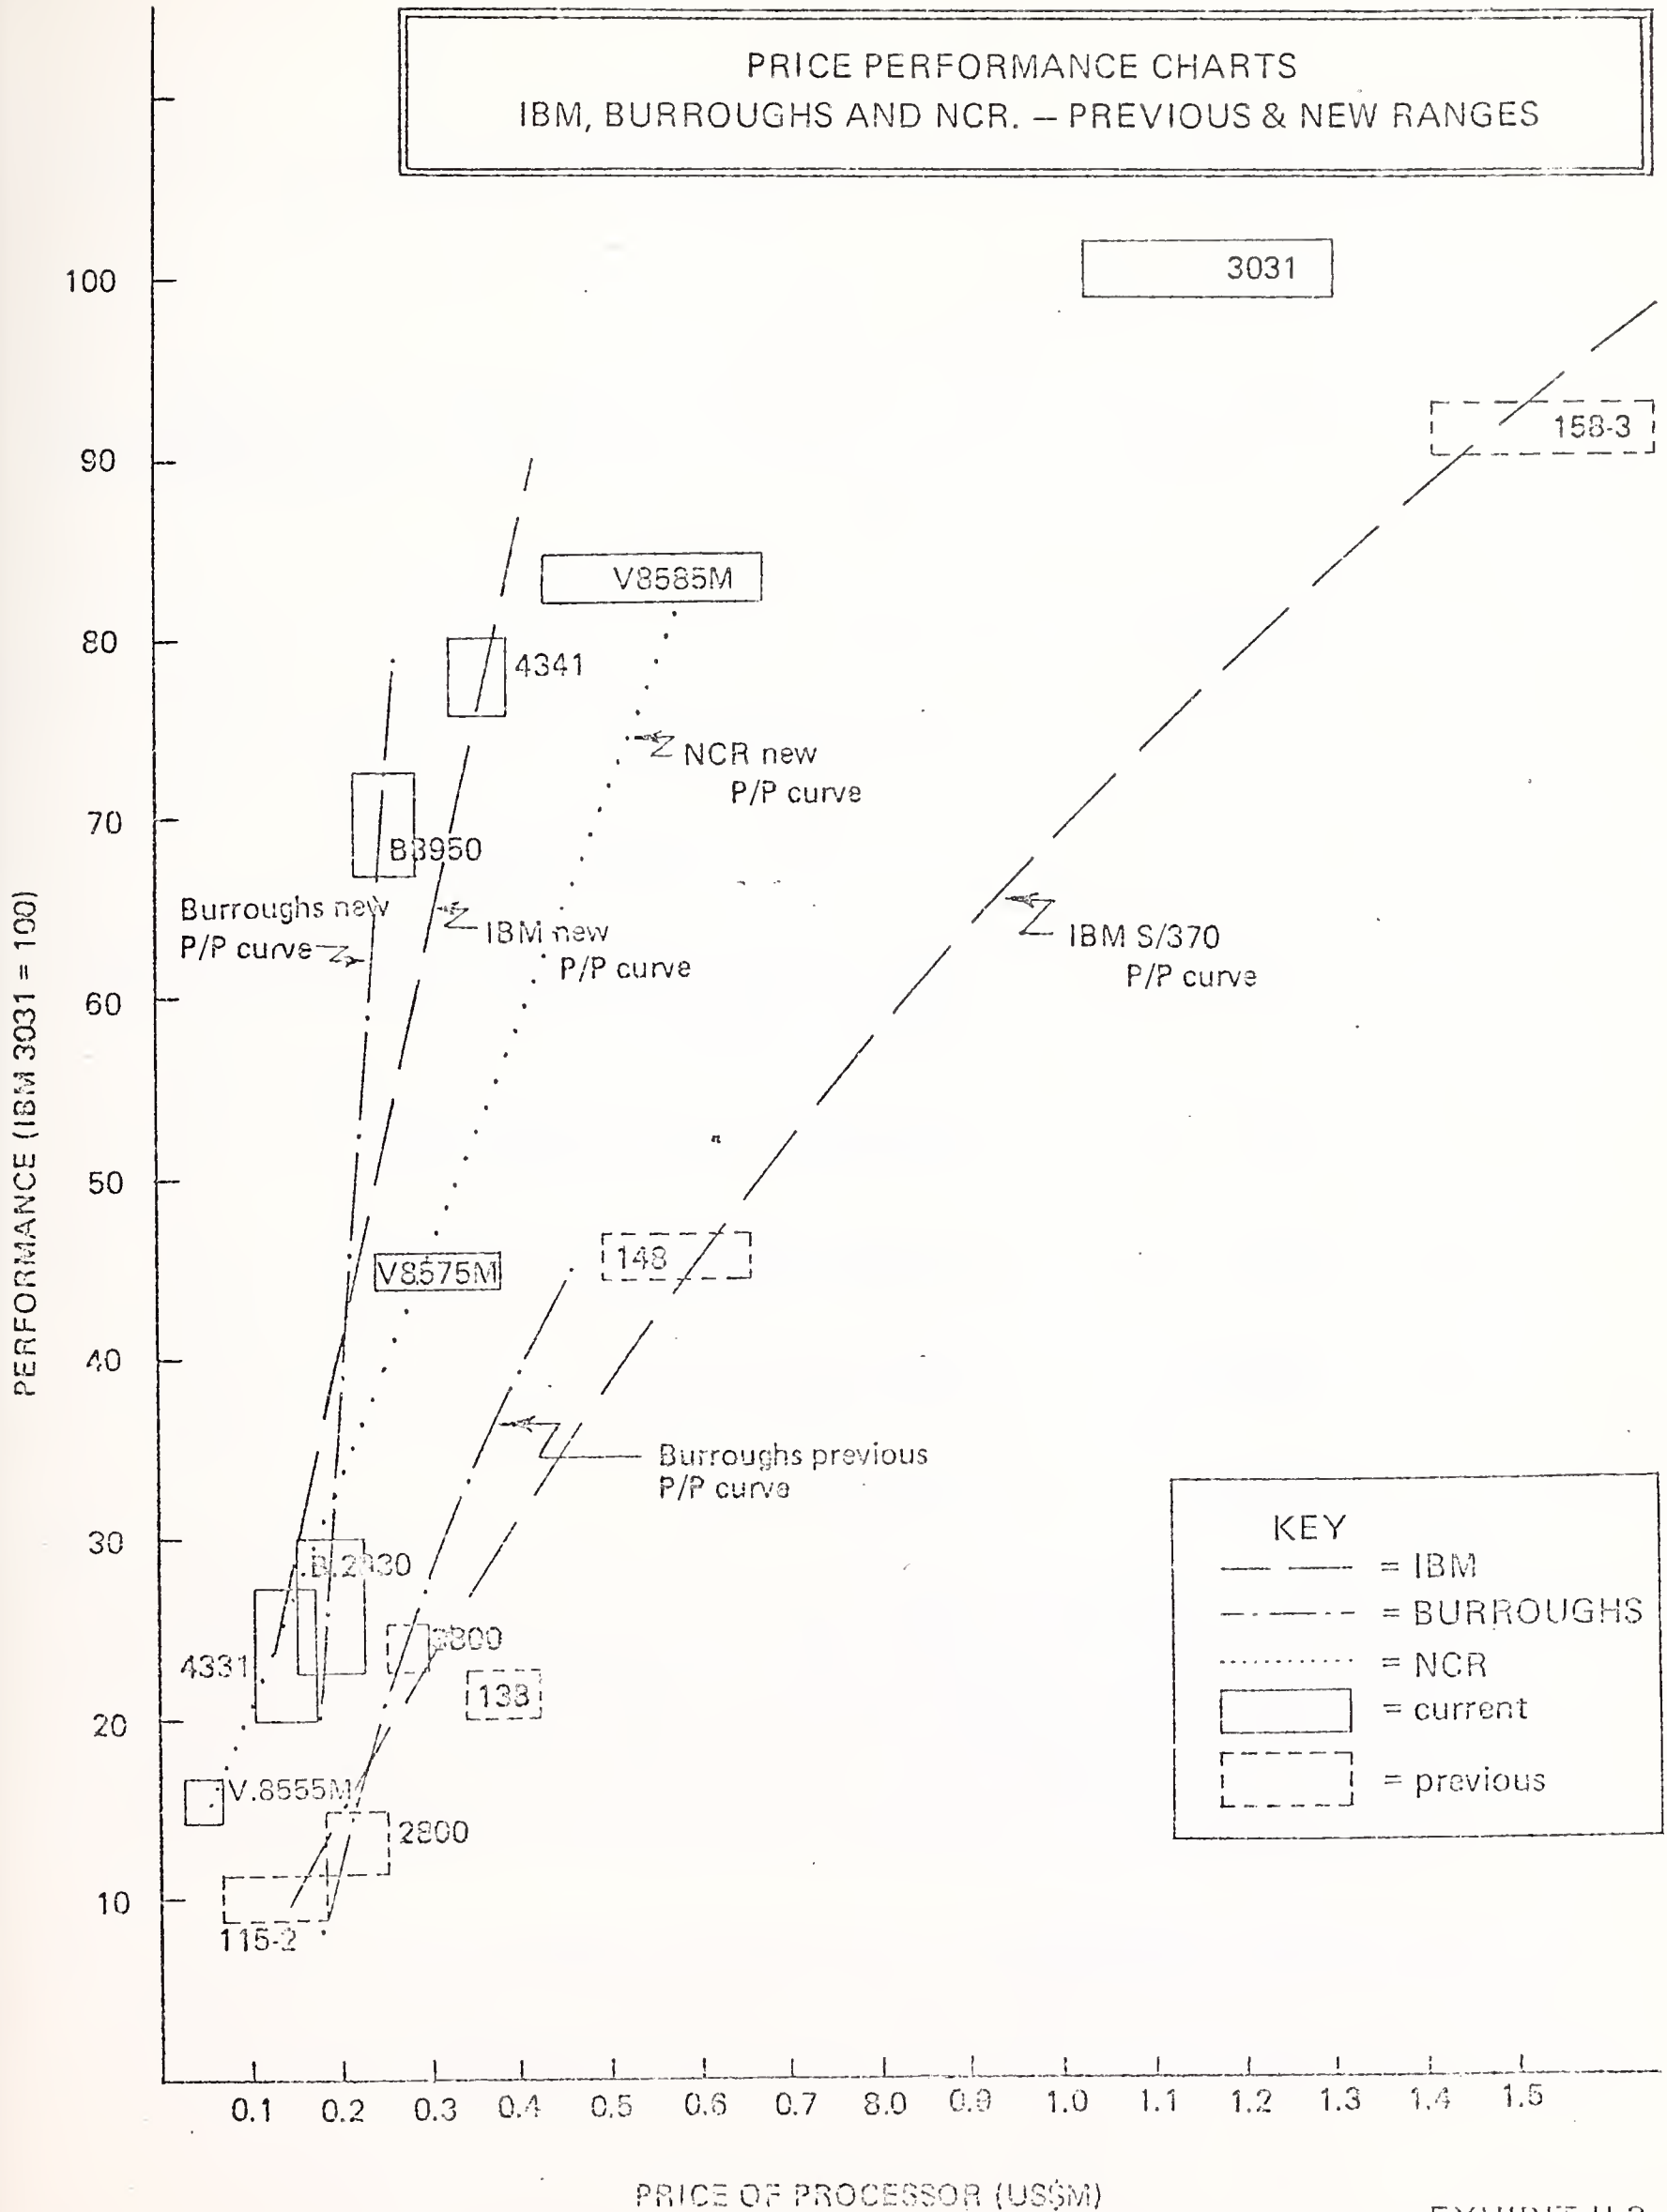 PRICE PERFORMANCE CHARTS
IBM, BURROUGHS AND NCR. – PREVIOUS & NEW RANGES
3031
100
158-3
90
V8585M
80
4341
NCR new
P/P curve
70
B3950
Burroughs new
P/P curve
IBM new
P/P curve
IBM S/370
P/P curve
60
PERFORMANCE (IBM 3031 = 100)
50
V8575M
148
40
Burroughs previous
P/P curve
30
B.2930
3800
4331
138
20
V.8555M
2800
10
115-2
KEY
= IBM
= BURROUGHS
= NCR
= current
= previous
0.1 0.2 0.3 0.4 0.5 0.6 0.7 8.0 0.9 1.0 1.1 1.2 1.3 1.4 1.5
PRICE OF PROCESSOR (US$M)